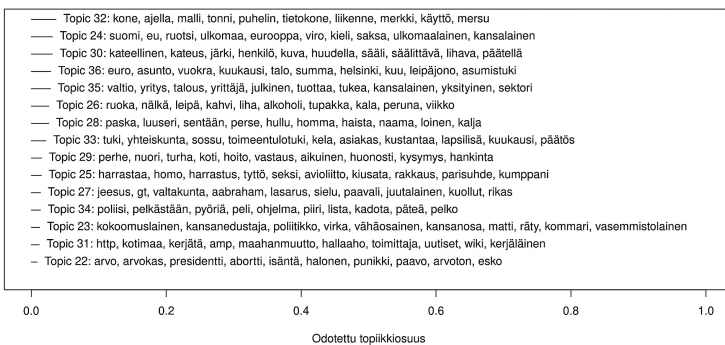 Topic 32: kone, ajella, malli, tonni, puhelin, tietokone, liikenne, merkki, käyttö, mersu
Topic 24: suomi, eu, ruotsi, ulkomaa, eurooppa, viro, kieli, saksa, ulkomaalainen, kansalainen
Topic 30: kateellinen, kateus, järki, henkilö, kuva, huudella, sääli, säälittävä, lihava, päätellä
Topic 36: euro, asunto, vuokra, kuukausi, talo, summa, helsinki, kuu, leipäjono, asumistuki
Topic 35: valtio, yritys, talous, yrittäjä, julkinen, tuottaa, tukea, kansalainen, yksityinen, sektori
Topic 26: ruoka, nälkä, leipä, kahvi, liha, alkoholi, tupakka, kala, peruna, viikko
Topic 28: paska, luuseri, sentään, perse, hullu, homma, haista, naama, loinen, kalja
Topic 33: tuki, yhteiskunta, sossu, toimeentulotuki, kela, asiakas, kustantaa, lapsilisä, kuukausi, päätös
Topic 29: perhe, nuori, turha, koti, hoito, vastaus, aikuinen, huonosti, kysymys, hankinta
Topic 25: harrastaa, homo, harrastus, tyttö, seksi, avioliitto, kiusata, rakkaus, parisuhde, kumppani
Topic 27: jeesus, gt, valtakunta, aabraham, lasarus, sielu, paavali, juutalainen, kuollut, rikas
Topic 34: poliisi, pelkästään, pyöriä, peli, ohjelma, piiri, lista, kadota, päteä, pelko
Topic 23: kokoomuslainen, kansanedustaja, poliitikko, virka, vähäosainen, kansanosa, matti, räty, kommari, vasemmistolainen
Topic 31: http, kotimaa, kerjätä, amp, maahanmuutto, hallaaho, toimittaja, uutiset, wiki, kerjäläinen
Topic 22: arvo, arvokas, presidentti, abortti, isäntä, halonen, punikki, paavo, arvoton, esko
0.0 0.2 0.4 0.6 0.8 1.0
Odotettu topiikkiosuus